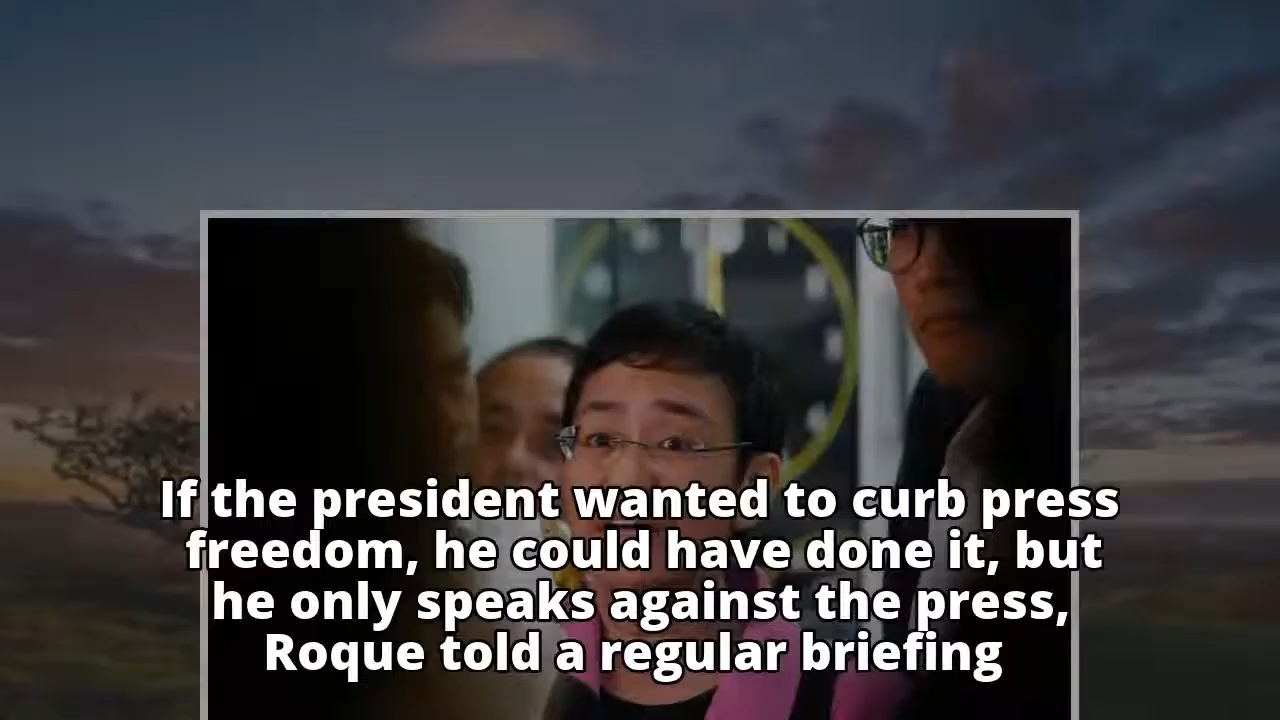 If the president wanted to curb press
freedom, he could have done it, but
he only speaks against the press,
Roque told a regular briefing